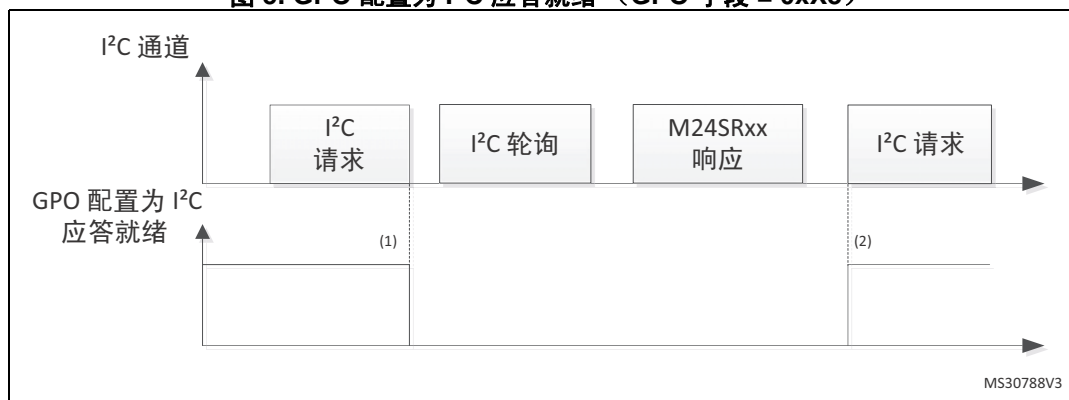 I²C 通道
I²C
请求
I²C 轮询
M24SRxx
响应
I²C 请求
GPO 配置为 I²C
应答就绪
(1)
(2)
MS30788V3